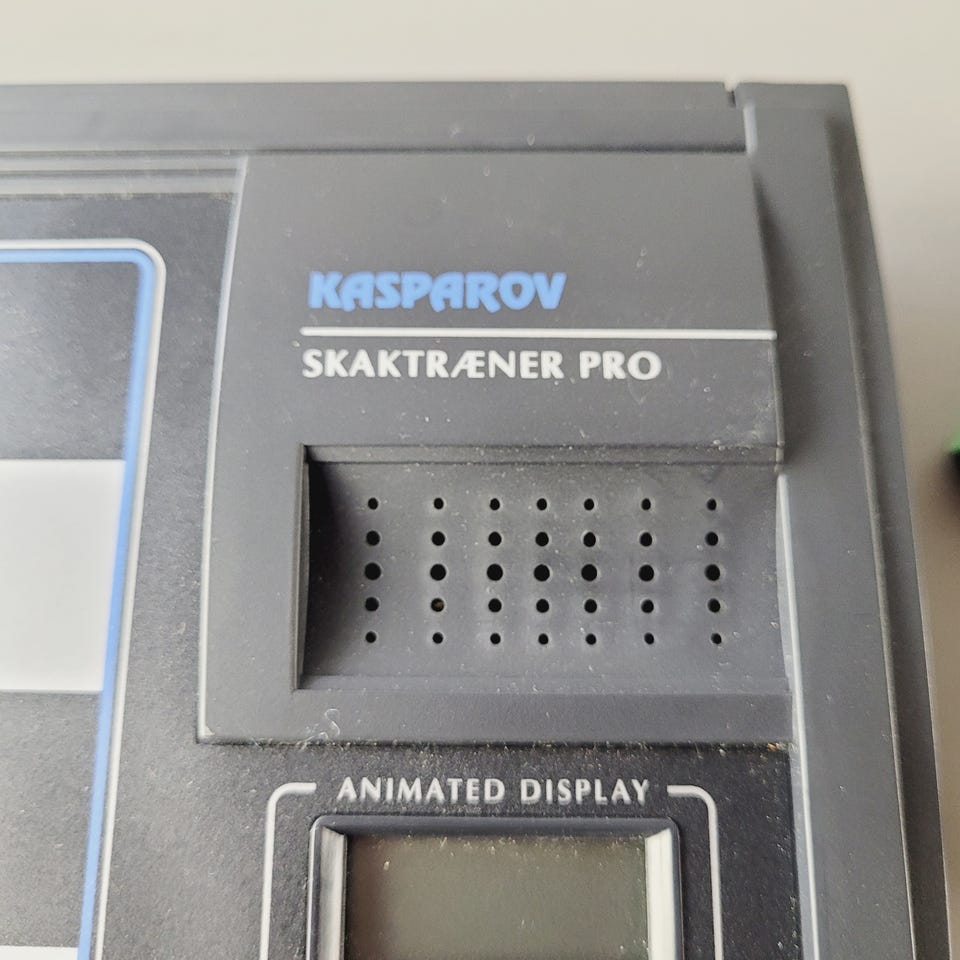 KASPAROV
SKAKTRÆNER PRO
ANIMATED DISPLAY